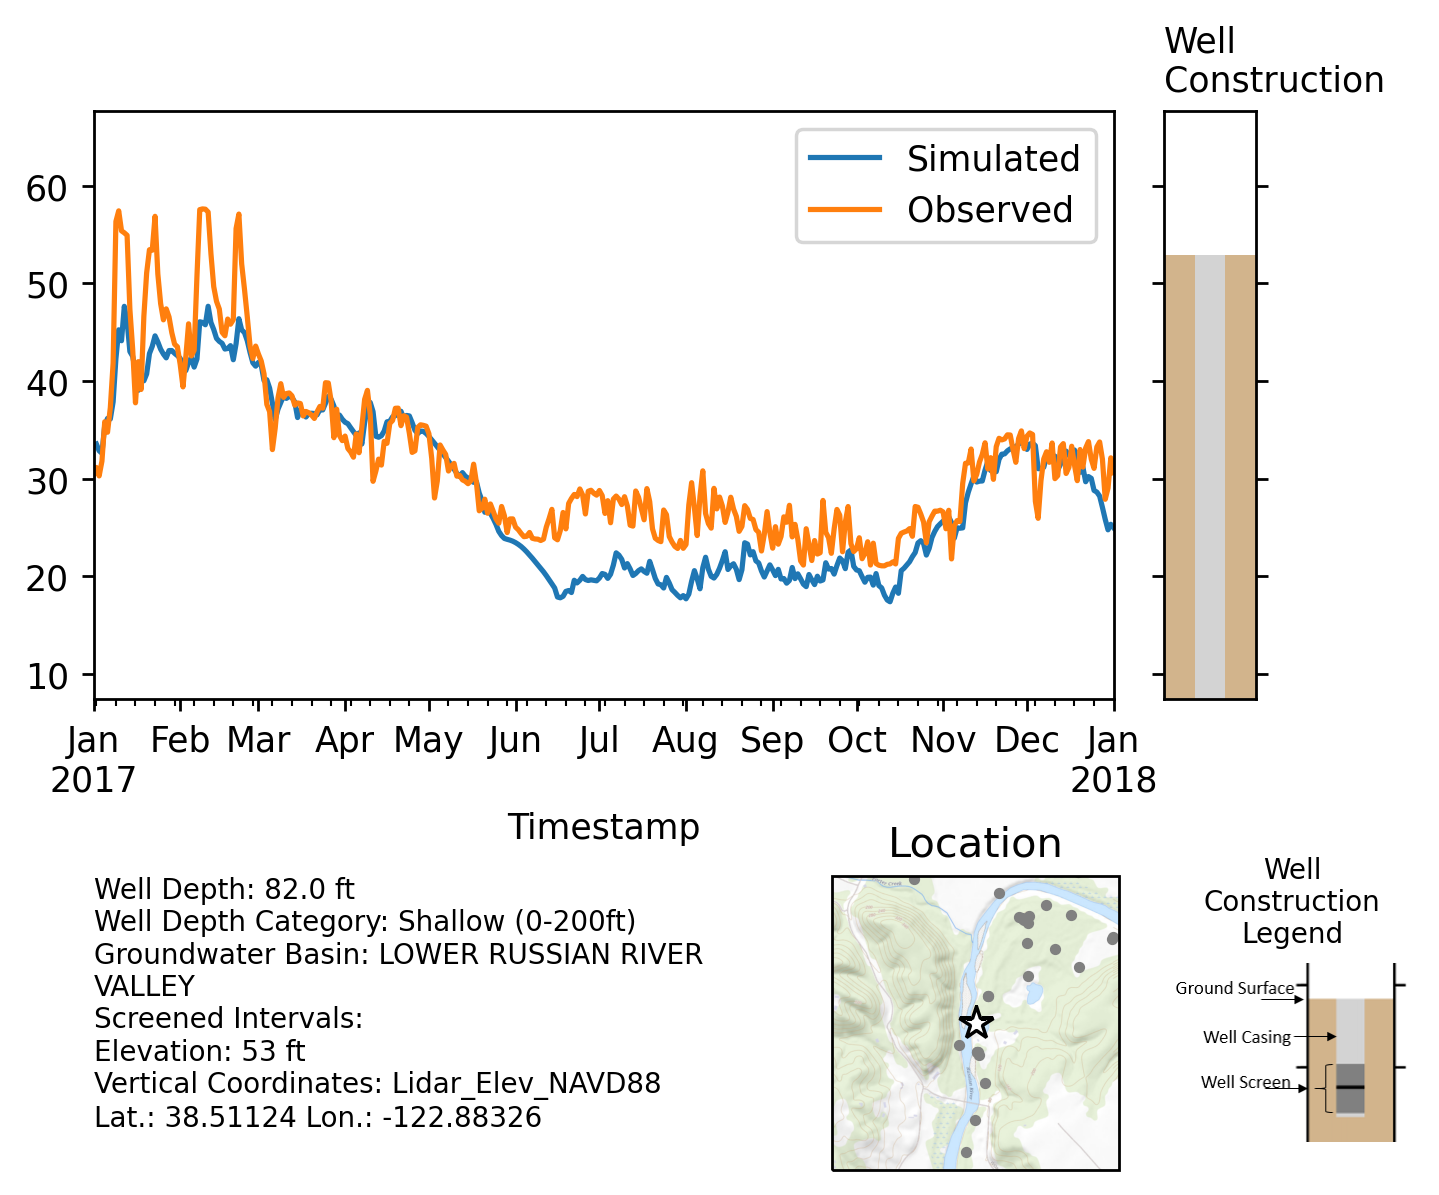 Well
Construction
Simulated
Observed
60
50
40
30
20
10
Jan Feb Mar Apr May Jun Jul Aug Sep Oct Nov Dec Jan
2017 2018
Timestamp
Location
Well Depth: 82.0 ft
Well Depth Category: Shallow (0-200ft)
Groundwater Basin: LOWER RUSSIAN RIVER
VALLEY
Screened Intervals:
Elevation: 53 ft
Vertical Coordinates: Lidar_Elev_NAVD88
Lat.: 38.51124 Lon.: -122.88326
Well
Construction
Legend
Ground Surface
Well Casing
Well Screen